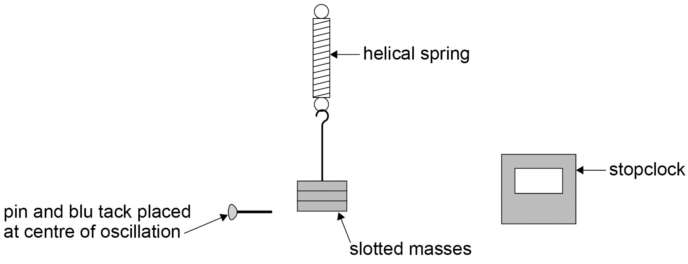 helical spring
stopclock
pin and blu tack placed
at centre of oscillation
slotted masses